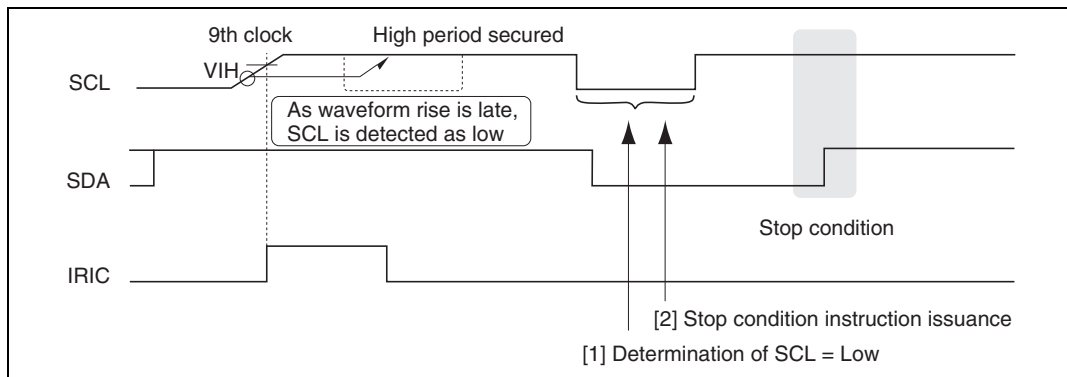 9th clock
High period secured
VIH
SCL
As waveform rise is late,
SCL is detected as low
SDA
Stop condition
IRIC
[2] Stop condition instruction issuance
[1] Determination of SCL = Low